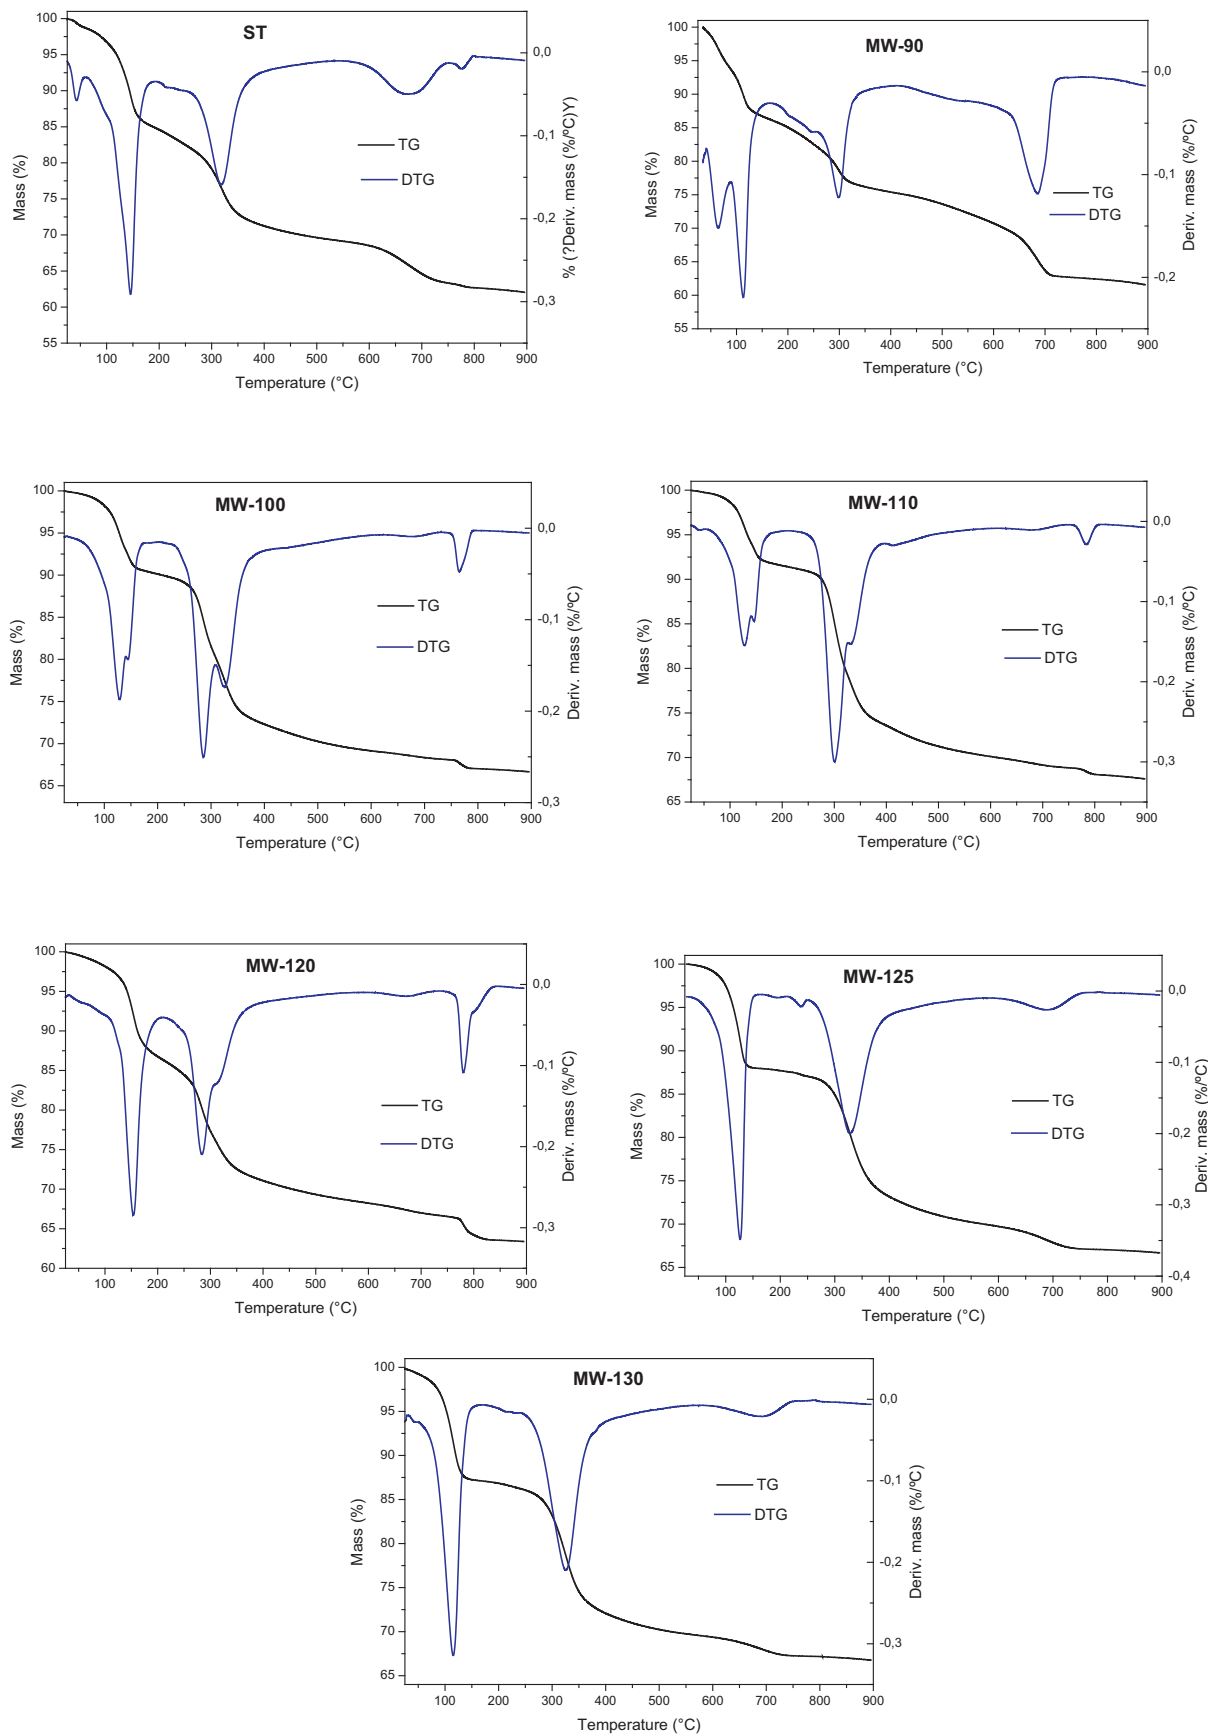 ST
100
95
90
85
80
75
70
65
60
55
Mass (%)
0,0
-0,1
-0,2
-0,3
% (?Deriv. mass (%/ºC)Y)
TG
DTG
100 200 300 400 500 600 700 800 900
Temperature (°C)
MW-90
100
95
90
85
80
75
70
65
60
55
Mass (%)
0,0
-0,1
-0,2
Deriv. mass (%/°C)
TG
DTG
100 200 300 400 500 600 700 800 900
Temperature (°C)
MW-100
100
95
90
85
80
75
70
65
Mass (%)
0,0
-0,1
-0,2
-0,3
Deriv. mass (%/ºC)
TG
DTG
100 200 300 400 500 600 700 800 900
Temperature (°C)
MW-110
100
95
90
85
80
75
70
65
Mass (%)
0,0
-0,1
-0,2
-0,3
Deriv. mass (%/ºC)
TG
DTG
100 200 300 400 500 600 700 800 900
Temperature (°C)
MW-120
100
95
90
85
80
75
70
65
60
Mass (%)
0,0
-0,1
-0,2
-0,3
Deriv. mass (%/ºC)
TG
DTG
100 200 300 400 500 600 700 800 900
Temperature (°C)
MW-125
100
95
90
85
80
75
70
65
Mass (%)
0,0
-0,1
-0,2
-0,3
-0,4
Deriv. mass (%/ºC)
TG
DTG
100 200 300 400 500 600 700 800 900
Temperature (°C)
MW-130
100
95
90
85
80
75
70
65
Mass (%)
0,0
-0,1
-0,2
-0,3
Deriv. mass (%/ºC)
TG
DTG
100 200 300 400 500 600 700 800 900
Temperature (°C)